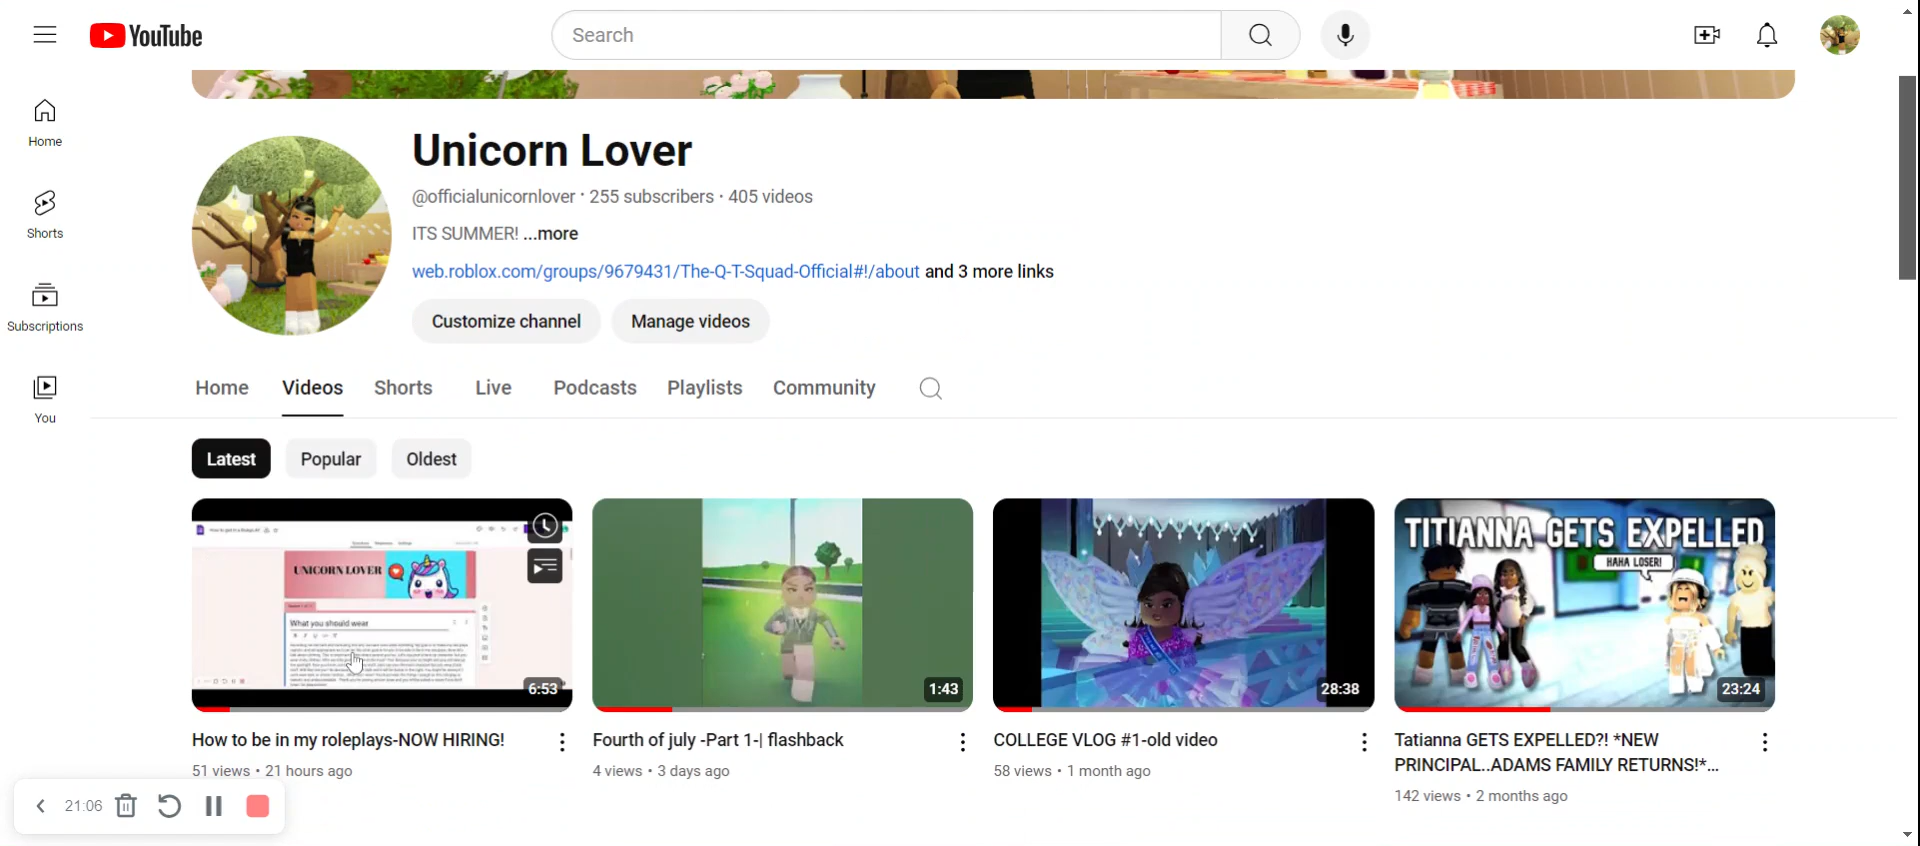 YouTube
Search
Home
Shorts
Subscriptions
You
Unicorn Lover
@officialunicornlover · 255 subscribers · 405 videos
ITS SUMMER! ...more
web.roblox.com/groups/9679431/The-Q-T-Squad-Official#!/about and 3 more links
Customize channel
Manage videos
Home Videos Shorts Live Podcasts Playlists Community
Latest Popular Oldest
UNICORN LOVER
What you should wear
6:53
1:43
28:38
TITIANNA GETS EXPELLED
HAHA LOSER!
23:24
How to be in my roleplays-NOW HIRING!
51 views • 21 hours ago
Fourth of july -Part 1-| flashback
4 views • 3 days ago
COLLEGE VLOG #1-old video
58 views • 1 month ago
Tatianna GETS EXPELLED?! *NEW
PRINCIPAL..ADAMS FAMILY RETURNS!*...
142 views • 2 months ago
21:06